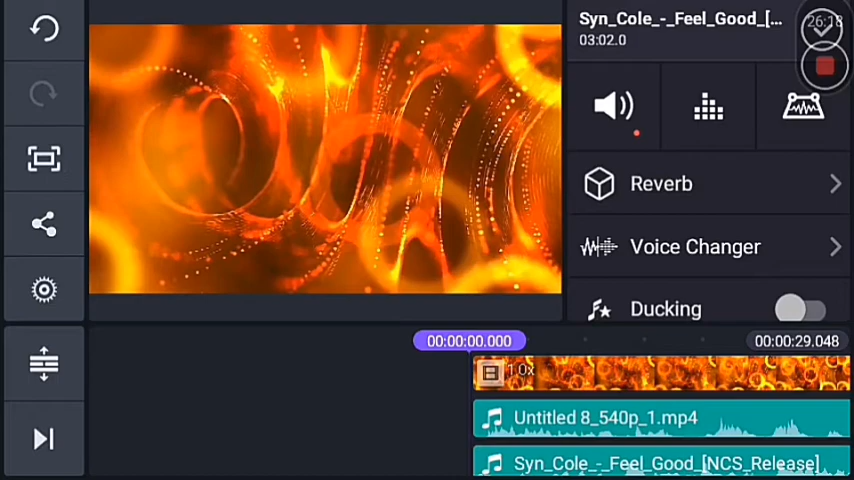 Syn_Cole_-_Feel_Good_[...
03:02.0
26:18
Reverb
Voice Changer
Ducking
00:00:00.000
00:00:29.048
1.0x
Untitled 8_540p_1.mp4
Syn_Cole_-_Feel_Good_[NCS_Release]